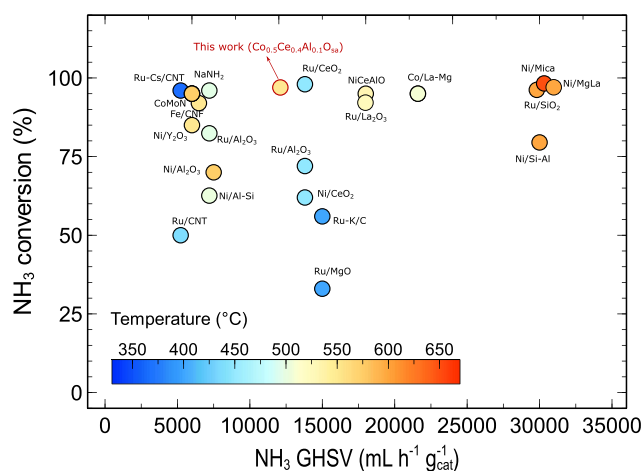 This work (Co0.5Ce0.4Al0.1Osa)
Ru-Cs/CNT
NaNH2
Ru/CeO2
NiCeAlO
Co/La-Mg
Ni/Mica
Ni/MgLa
CoMoN
Fe/CNF
Ru/La2O3
Ru/SiO2
Ni/Y2O3
Ru/Al2O3
Ru/Al2O3
Ni/Si-Al
Ni/Al2O3
Ni/Al-Si
Ni/CeO2
Ru/CNT
Ru-K/C
Ru/MgO
Temperature (°C)
350 400 450 500 550 600 650
100
75
50
25
0
NH3 conversion (%)
0 5000 10000 15000 20000 25000 30000 35000
NH3 GHSV (mL h-1 g-1cat)